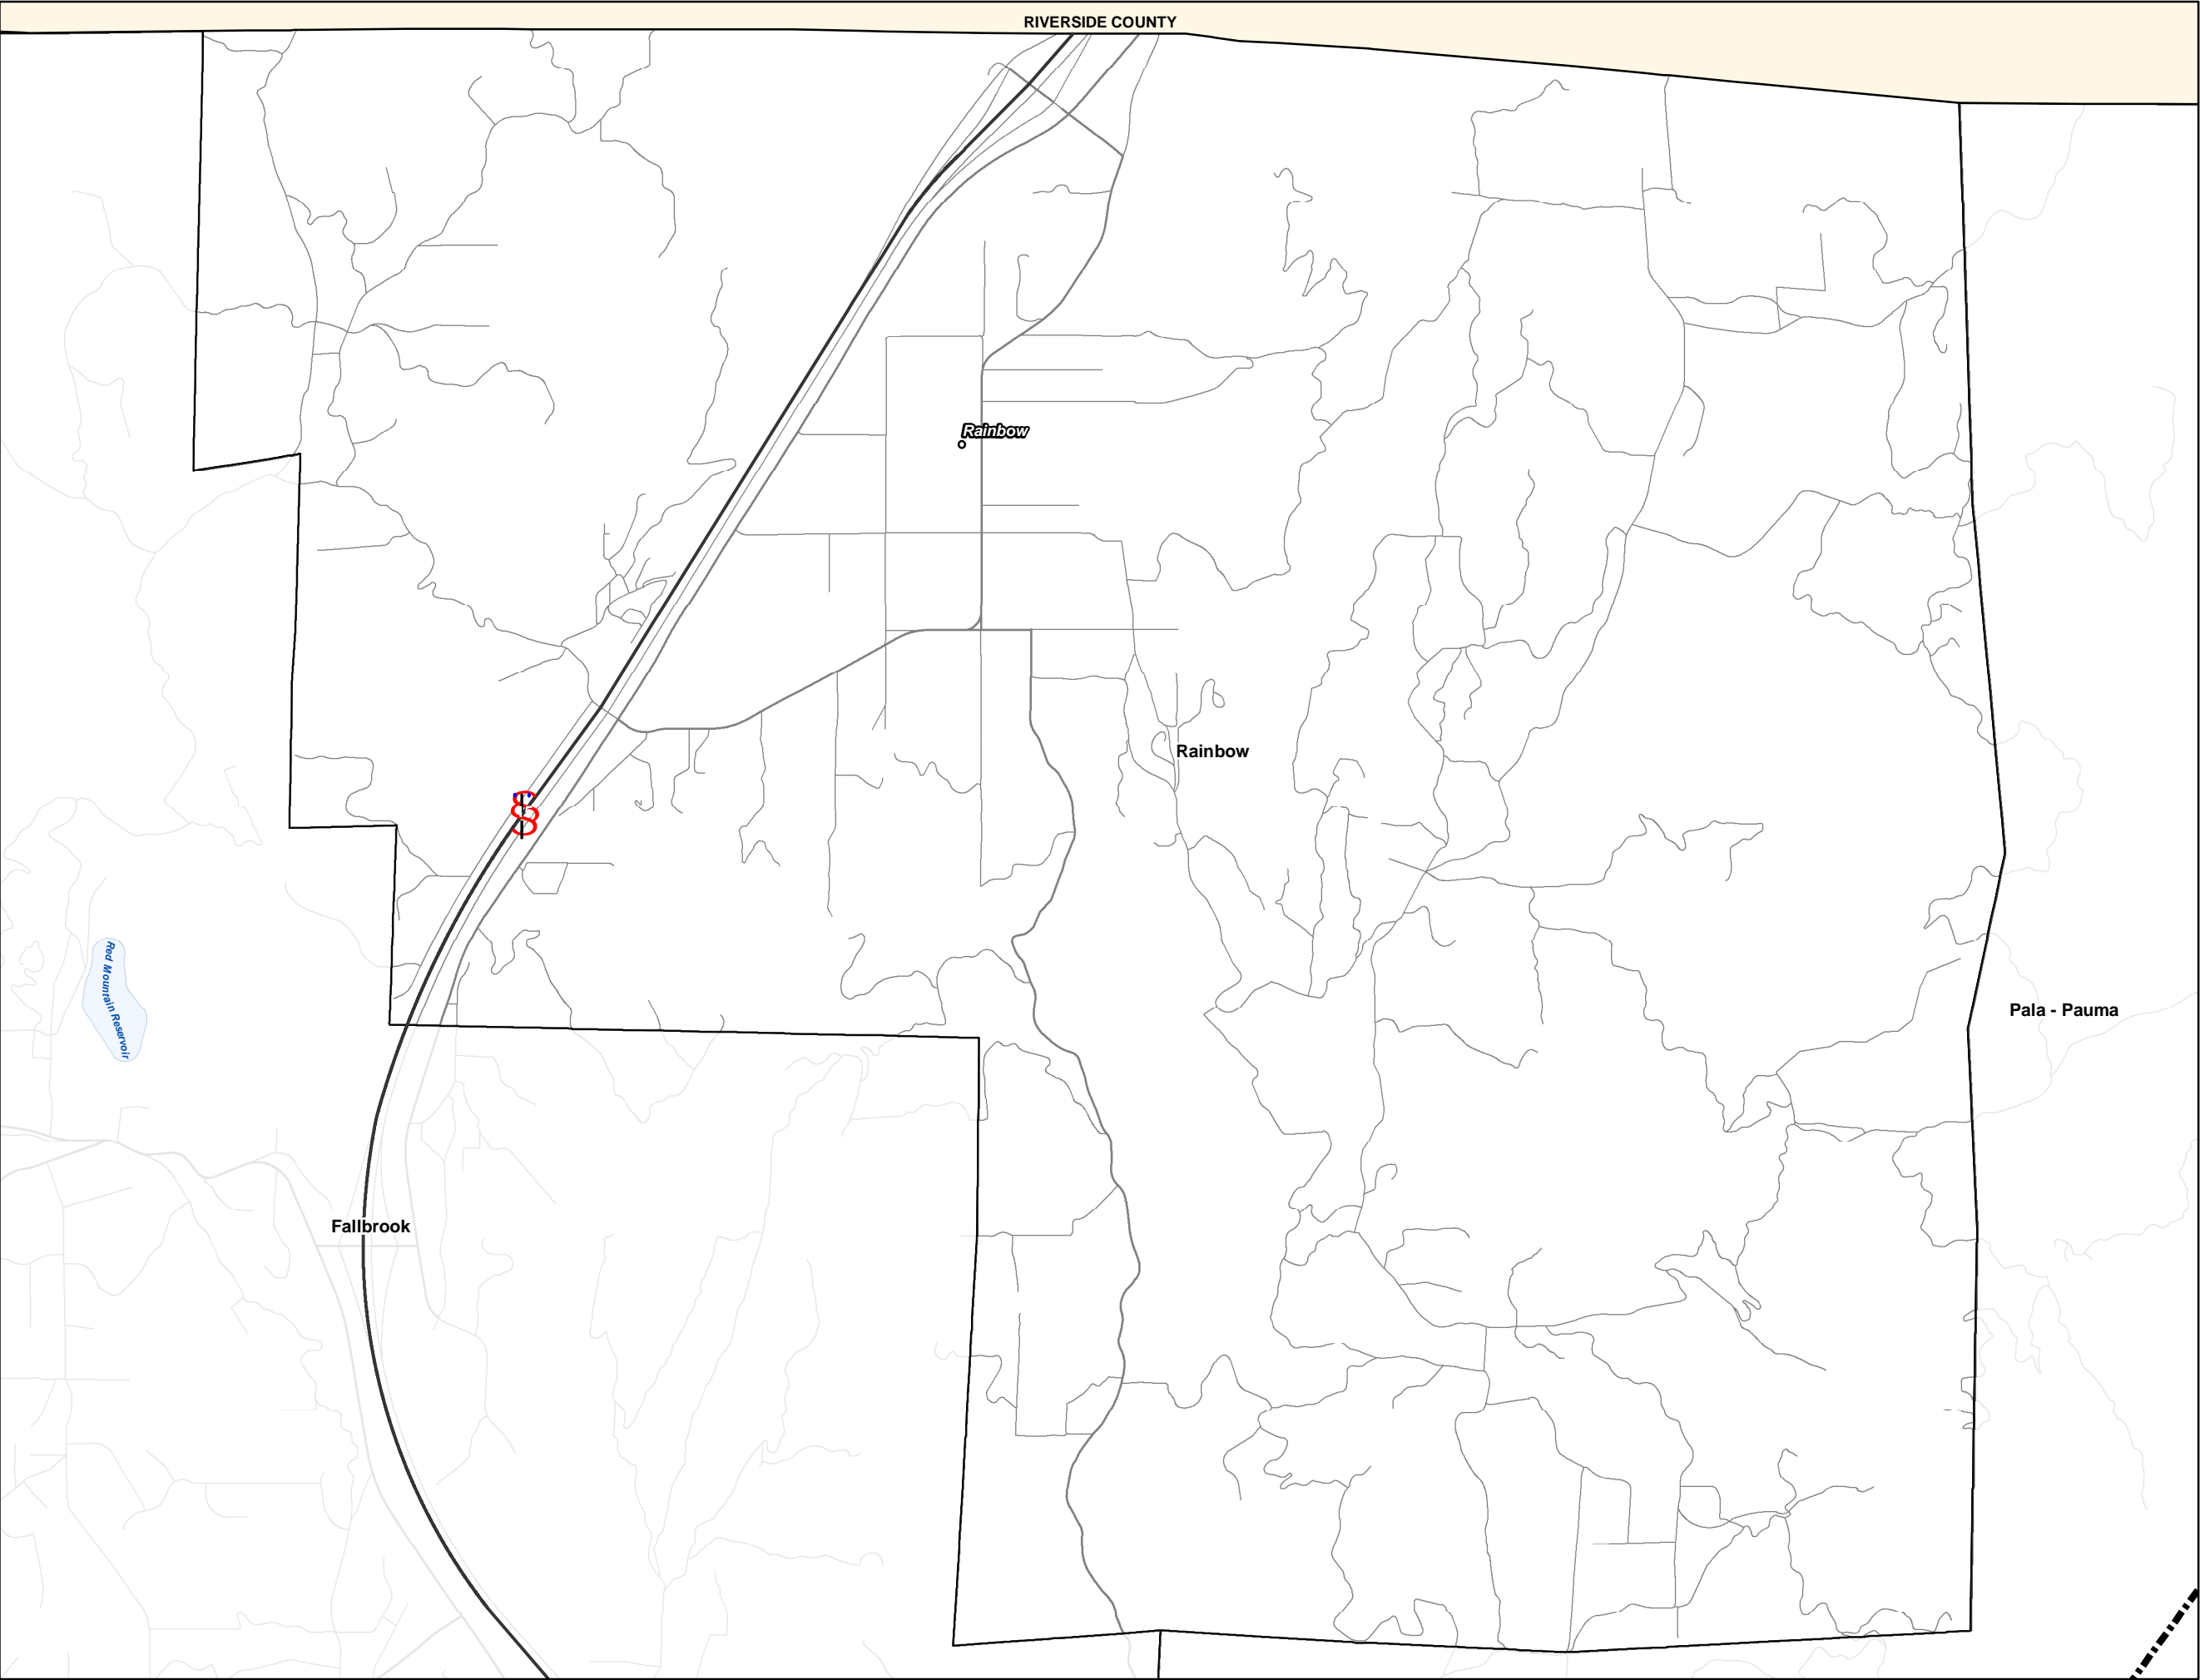 RIVERSIDE COUNTY
Rainbow
Rainbow
Red Mountain Reservoir
Pala - Pauma
Fallbrook